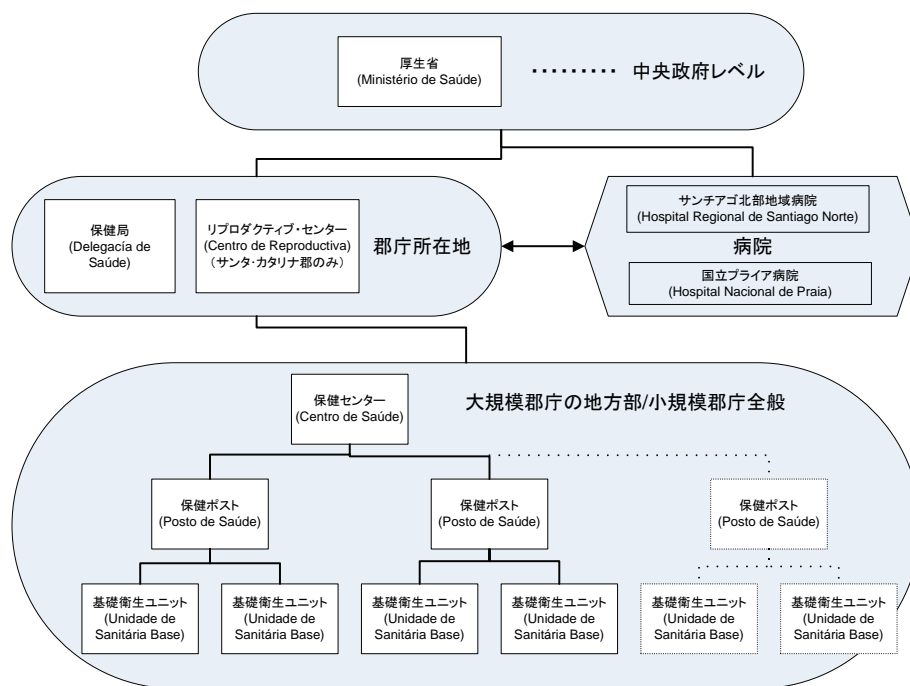 厚生省
(Ministério de Saúde)
中央政府レベル
保健局
(Delegacía de
Saúde)
リプロダクティブ・センター
(Centro de Reproductiva)
（サンタ・カタリナ郡のみ）
郡庁所在地
サンチアゴ北部地域病院
(Hospital Regional de Santiago Norte)
病院
国立プライア病院
(Hospital Nacional de Praia)
保健センター
(Centro de Saúde)
大規模郡庁の地方部/小規模郡庁全般
保健ポスト
(Posto de Saúde)
保健ポスト
(Posto de Saúde)
保健ポスト
(Posto de Saúde)
基礎衛生ユニット
(Unidade de
Sanitária Base)
基礎衛生ユニット
(Unidade de
Sanitária Base)
基礎衛生ユニット
(Unidade de
Sanitária Base)
基礎衛生ユニット
(Unidade de
Sanitária Base)
基礎衛生ユニット
(Unidade de
Sanitária Base)
基礎衛生ユニット
(Unidade de
Sanitária Base)